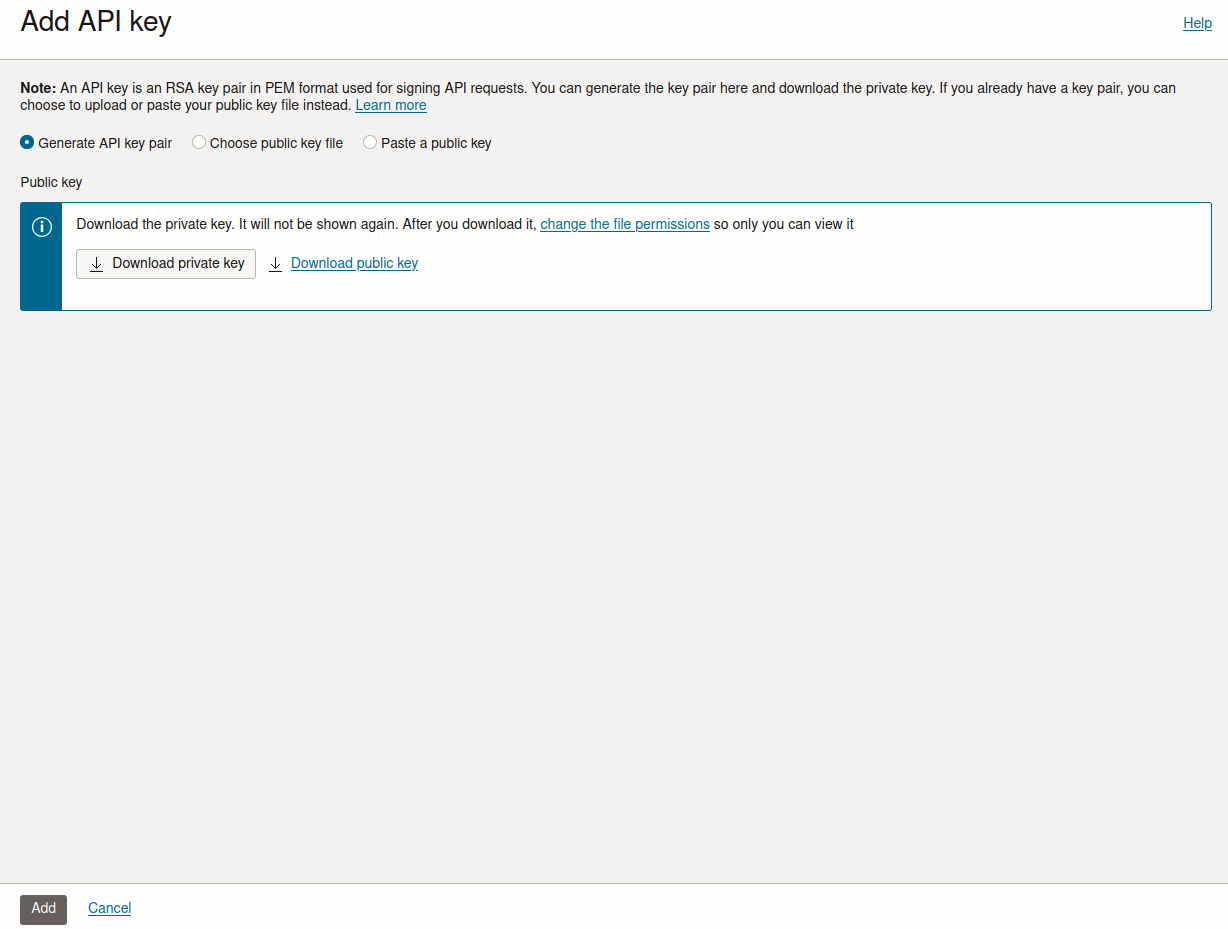 Add API key
Help
Note: An API key is an RSA key pair in PEM format used for signing API requests. You can generate the key pair here and download the private key. If you already have a key pair, you can
choose to upload or paste your public key file instead. Learn more
Generate API key pair Choose public key file Paste a public key
Public key
Download the private key. It will not be shown again. After you download it, change the file permissions so only you can view it
Download private key Download public key
Add Cancel